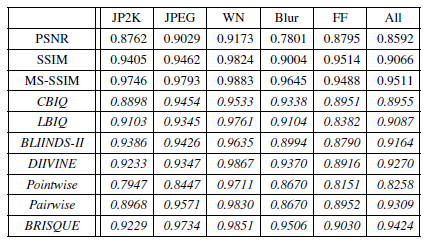 JP2K JPEG WN Blur FF All
PSNR 0.8762 0.9029 0.9173 0.7801 0.8795 0.8592
SSIM 0.9405 0.9462 0.9824 0.9004 0.9514 0.9066
MS-SSIM 0.9746 0.9793 0.9883 0.9645 0.9488 0.9511
CBIQ 0.8898 0.9454 0.9533 0.9338 0.8951 0.8955
LBIQ 0.9103 0.9345 0.9761 0.9104 0.8382 0.9087
BLIINDS-II 0.9386 0.9426 0.9635 0.8994 0.8790 0.9164
DIIVINE 0.9233 0.9347 0.9867 0.9370 0.8916 0.9270
Pointwise 0.7947 0.8447 0.9711 0.8670 0.8151 0.8258
Pairwise 0.8968 0.9571 0.9830 0.8670 0.8952 0.9309
BRISQUE 0.9229 0.9734 0.9851 0.9506 0.9030 0.9424